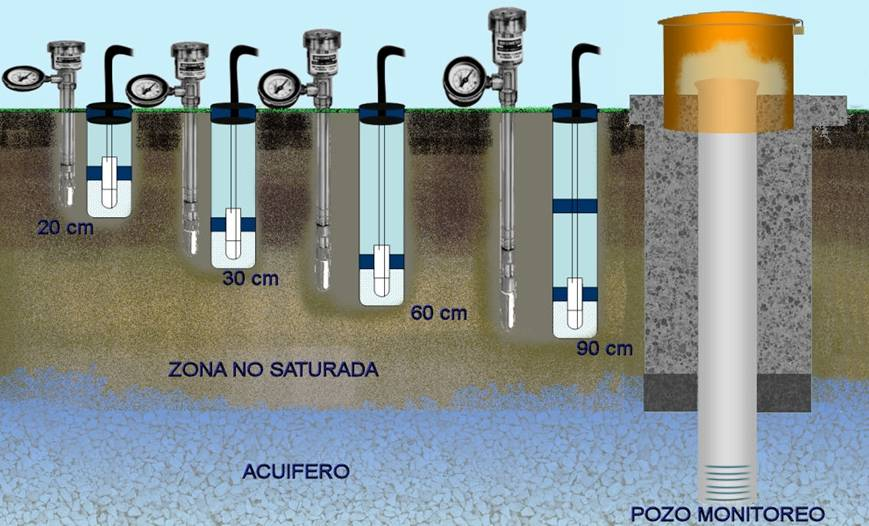 20 cm
30 cm
60 cm
90 cm
ZONA NO SATURADA
ACUIFERO
POZO MONITOREO